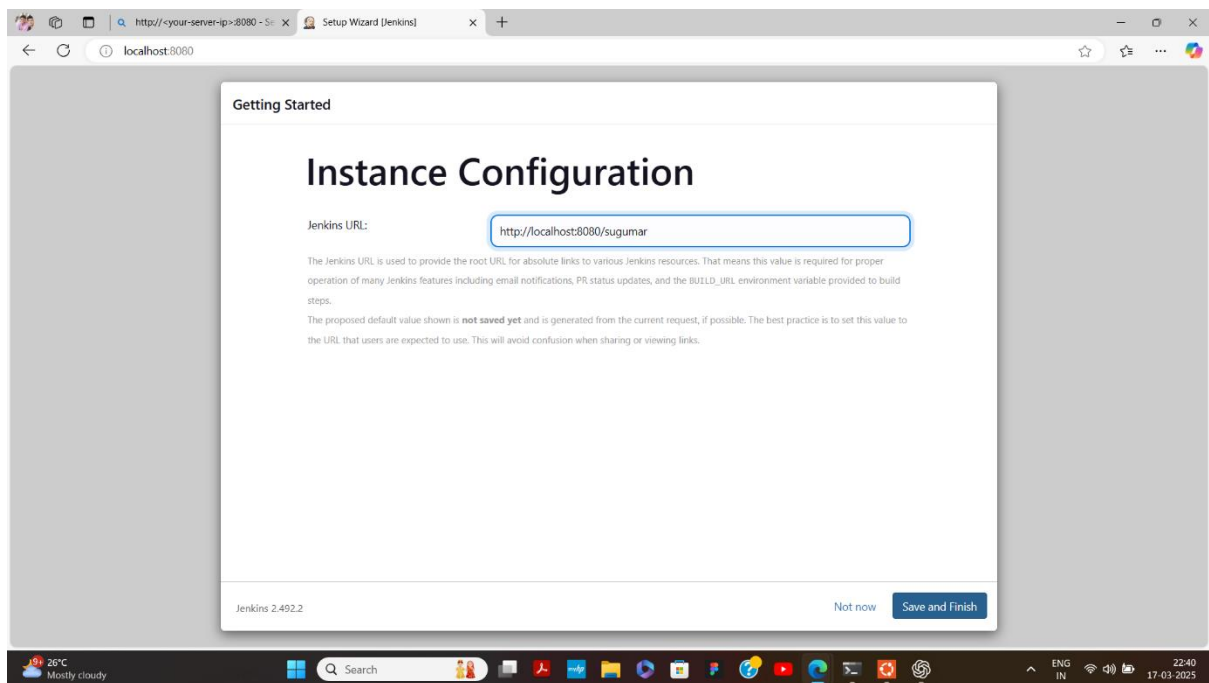 http://<your-server-ip>:8080 - Se
Setup Wizard [Jenkins]
localhost:8080
Getting Started
Instance Configuration
Jenkins URL:
http://localhost:8080/sugumar
The Jenkins URL is used to provide the root URL for absolute links to various Jenkins resources. That means this value is required for proper
operation of many Jenkins features including email notifications, PR status updates, and the BUILD_URL environment variable provided to build
steps.
The proposed default value shown is not saved yet and is generated from the current request, if possible. The best practice is to set this value to
the URL that users are expected to use. This will avoid confusion when sharing or viewing links.
Jenkins 2.492.2
Not now
Save and Finish
19+
26°C
Mostly cloudy
Search
ENG
IN
22:40
17-03-2025